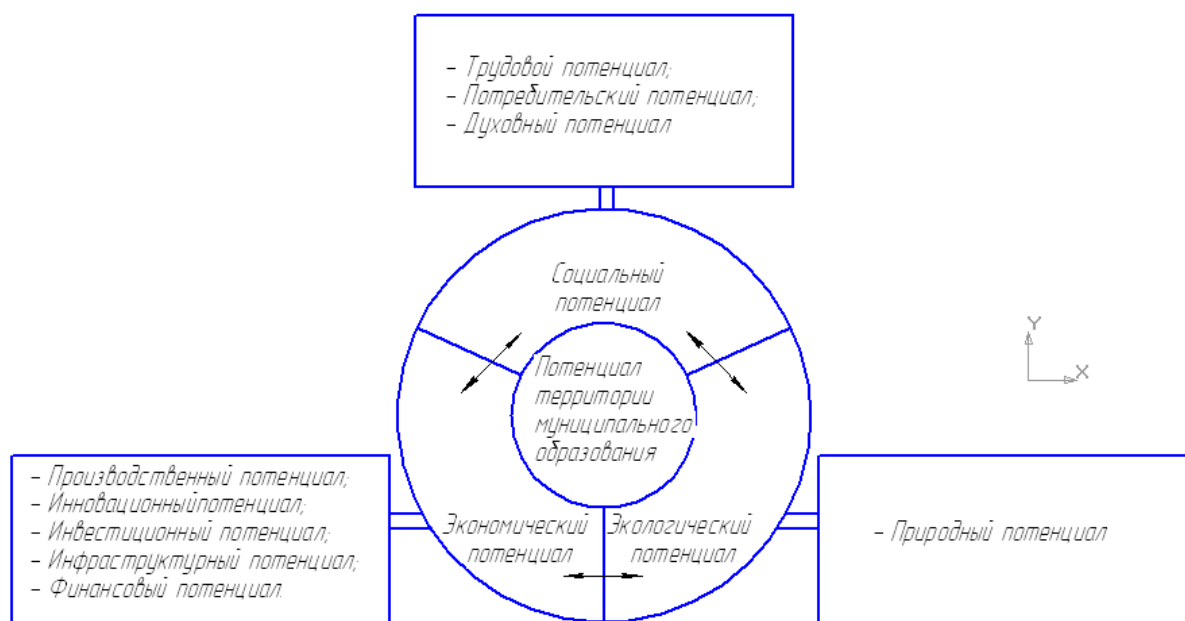 – Трудовой потенциал;
– Потребительский потенциал;
– Духовный потенциал
Социальный
потенциал
Y
X
Потенциал
территории
муниципального
образования
– Производственный потенциал;
– Инновационныйпотенциал;
– Инвестиционный потенциал;
– Инфраструктурный потенциал;
– Финансовый потенциал.
Экономический
потенциал
Экологический
потенциал
– Природный потенциал